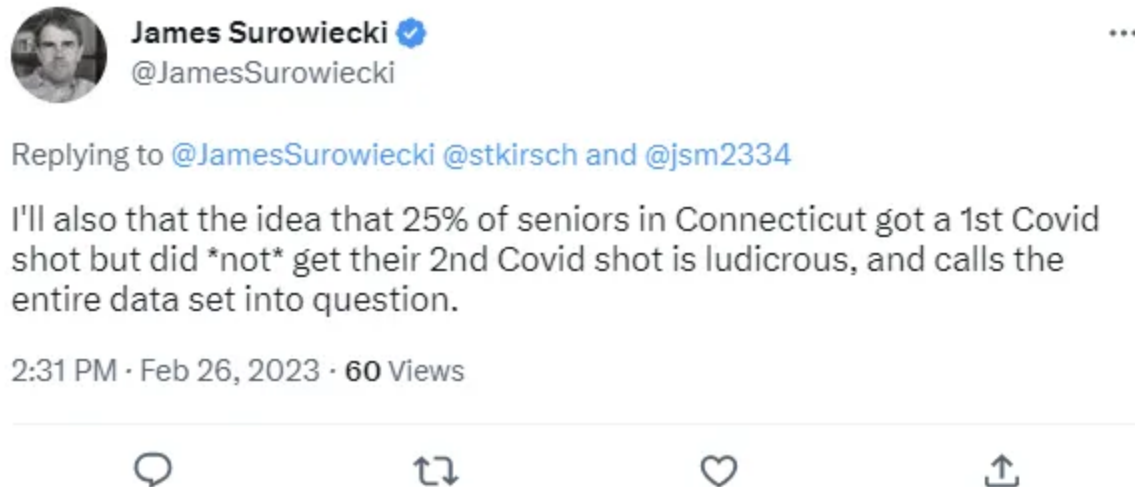 James Surowiecki
@JamesSurowiecki
Replying to @JamesSurowiecki @stkirsch and @jsm2334
I'll also that the idea that 25% of seniors in Connecticut got a 1st Covid
shot but did *not* get their 2nd Covid shot is ludicrous, and calls the
entire data set into question.
2:31 PM · Feb 26, 2023 · 60 Views